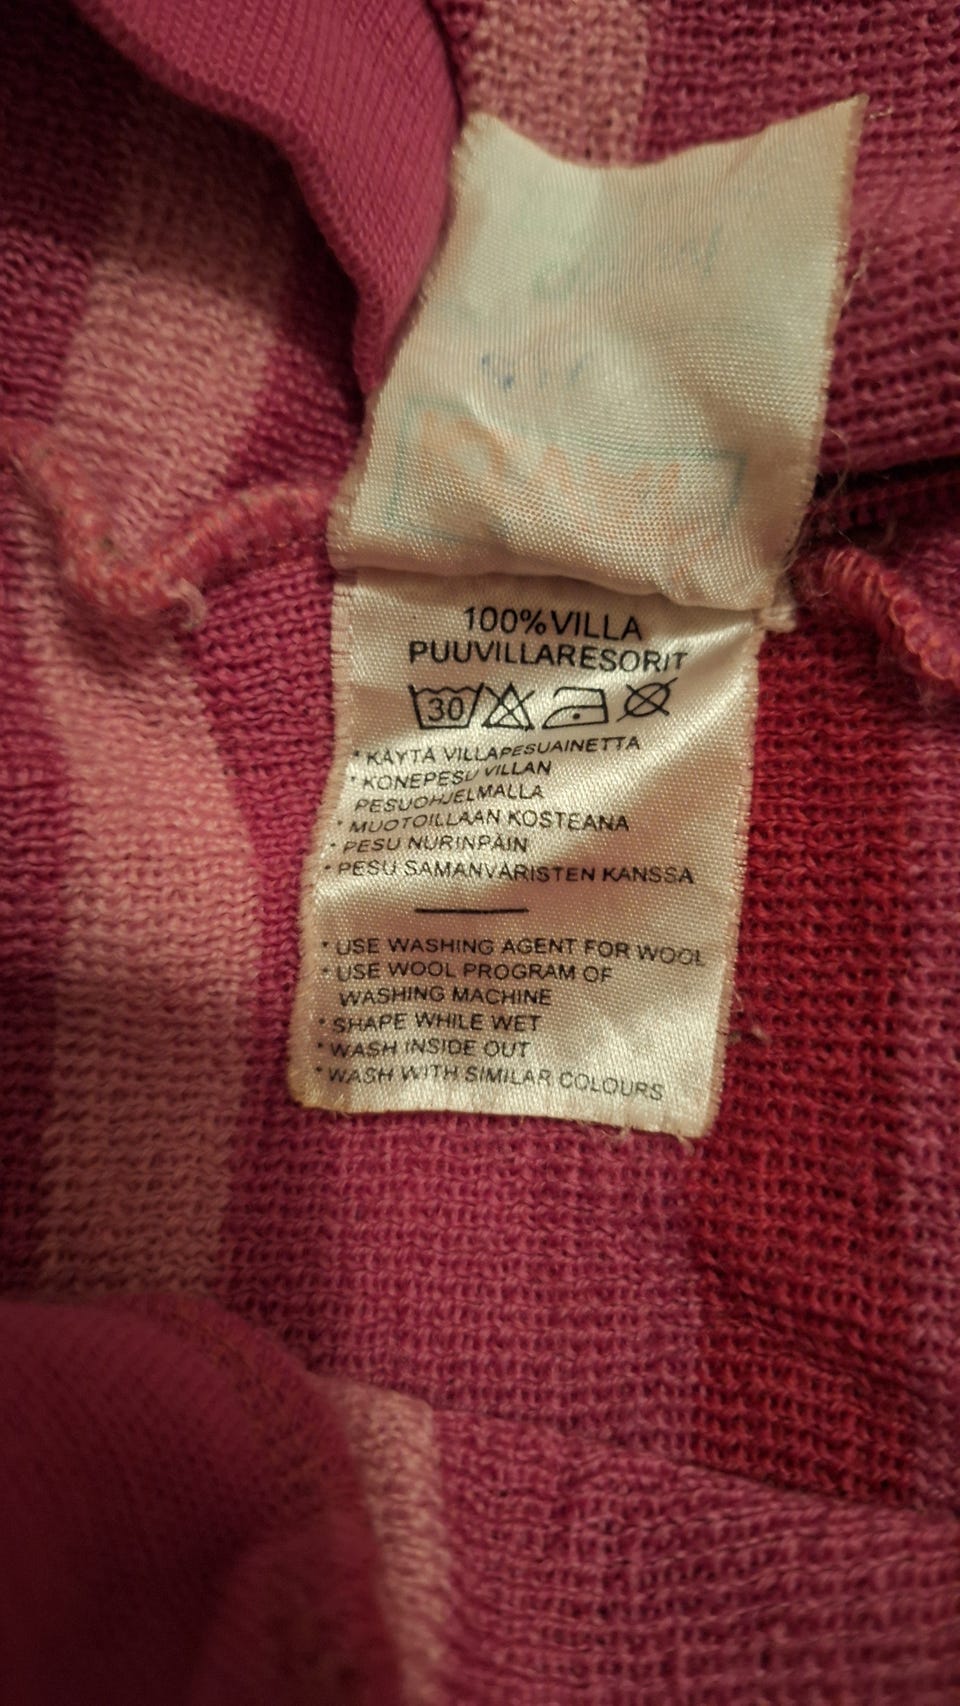 100%VILLA
PUUVILLARESORIT
30
* KÄYTÄ VILLAPESUAINETTA
* KONEPESU VILLAN
PESUOHJELMALLA
* MUOTOILLAAN KOSTEANA
* PESU NURINPÄIN
* PESU SAMANVÄRISTEN KANSSA
* USE WASHING AGENT FOR WOOL
* USE WOOL PROGRAM OF
WASHING MACHINE
* SHAPE WHILE WET
* WASH INSIDE OUT
* WASH WITH SIMILAR COLOURS